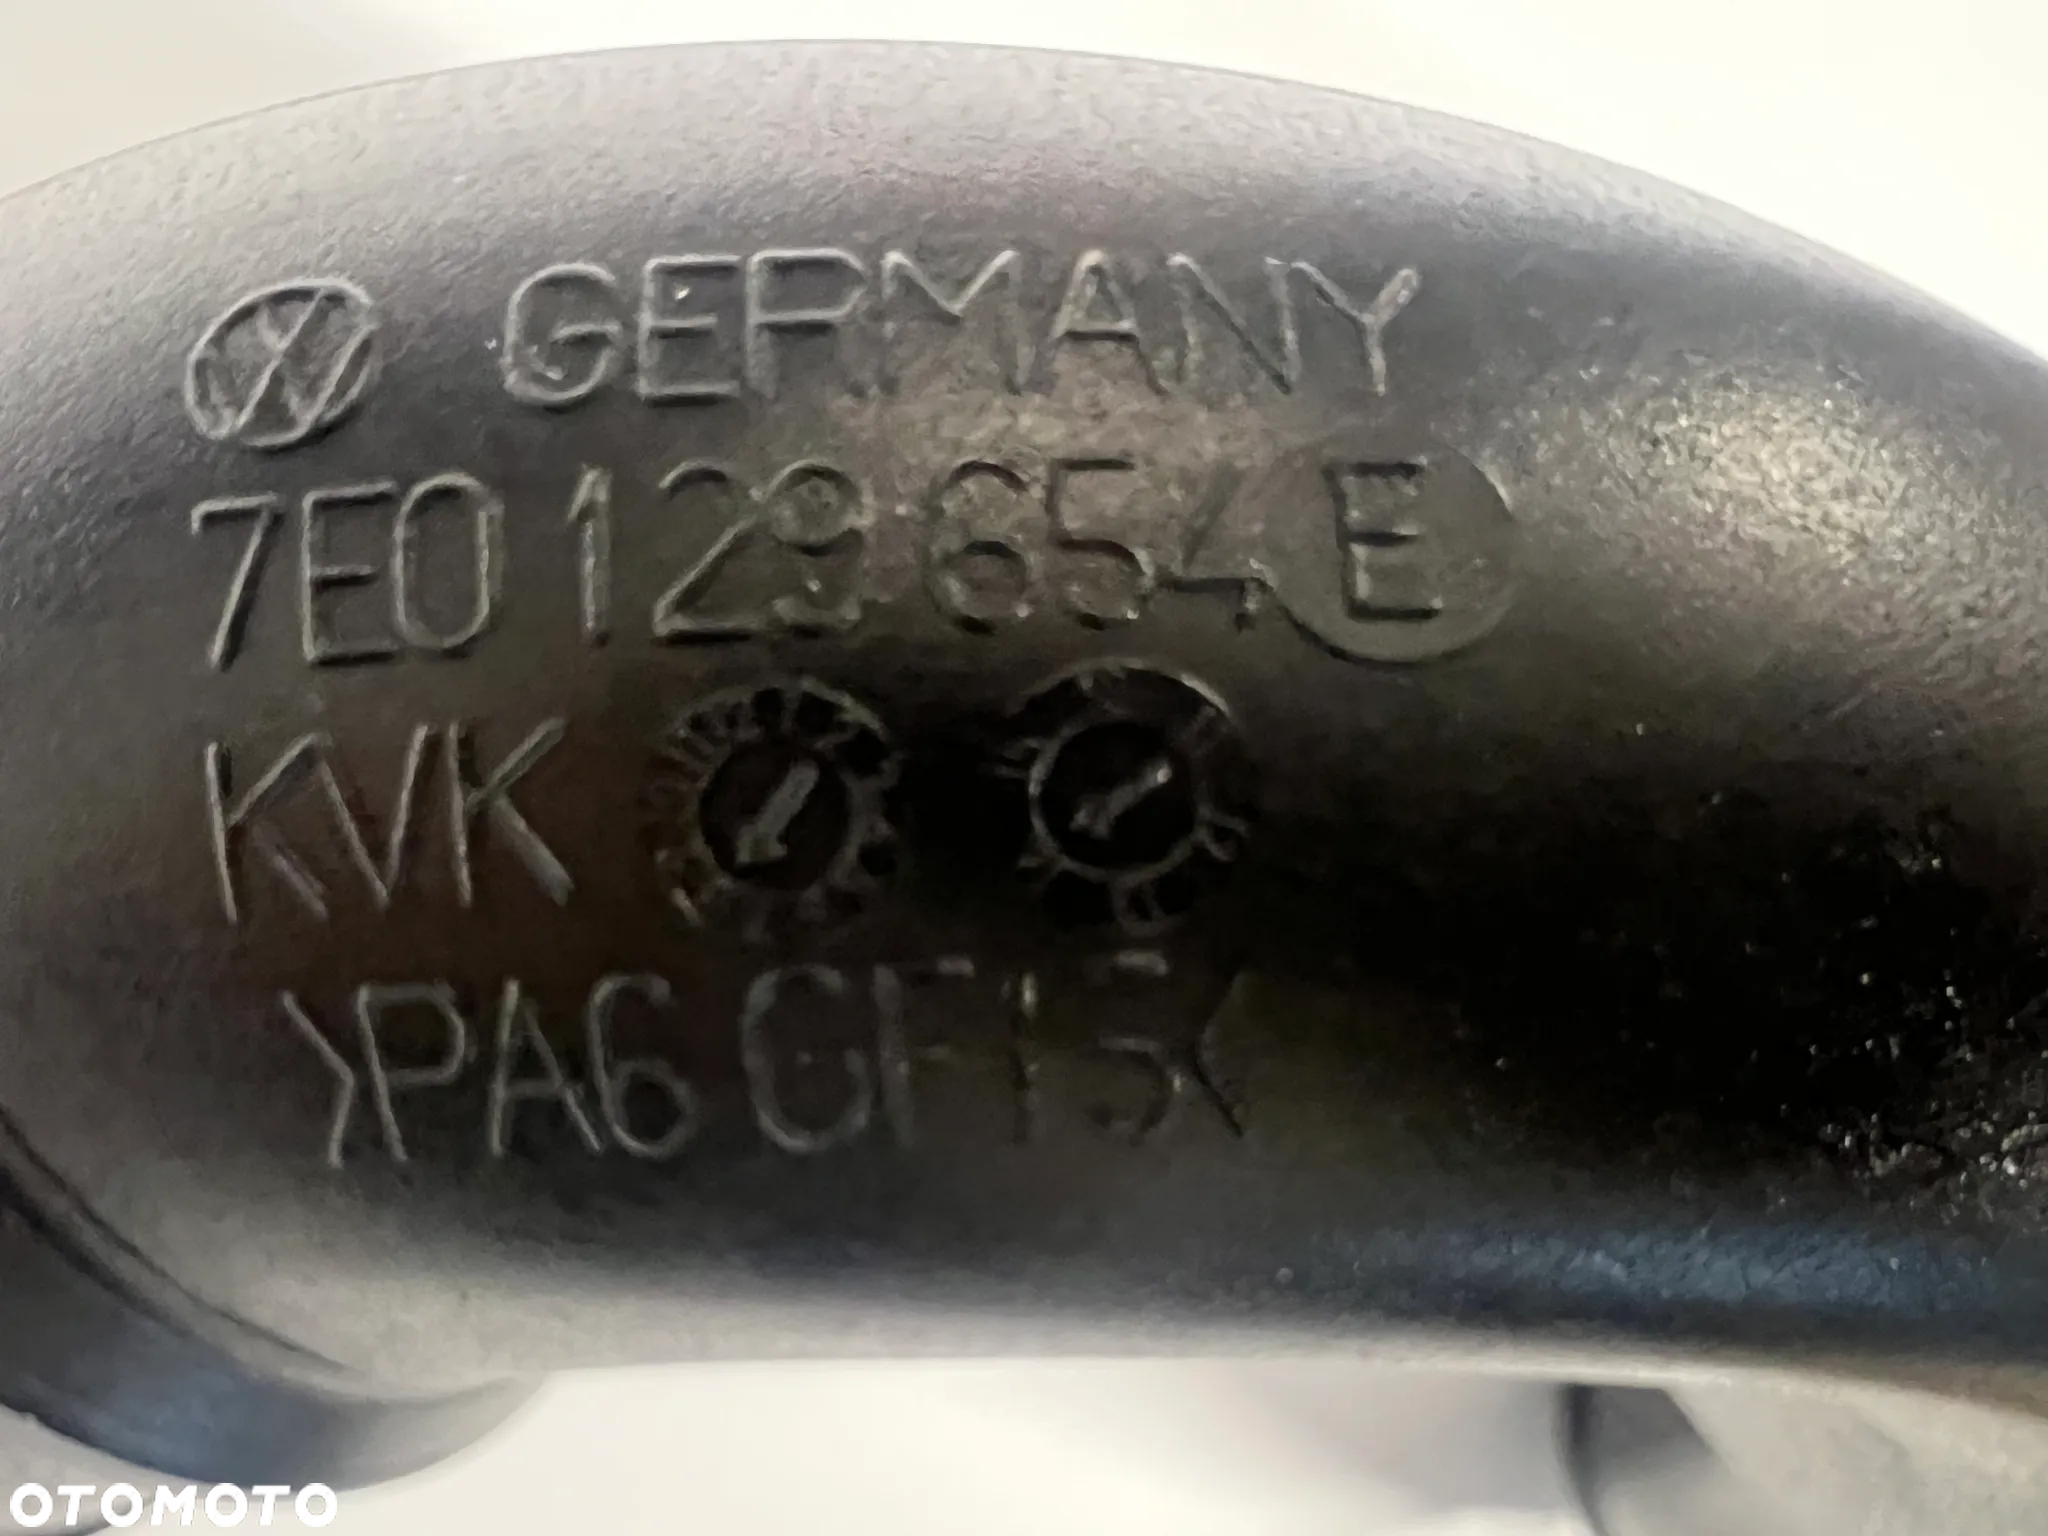 GERMANY
7E0 129 654 E
KVK
>PA6 GF15<
OTOMOTO